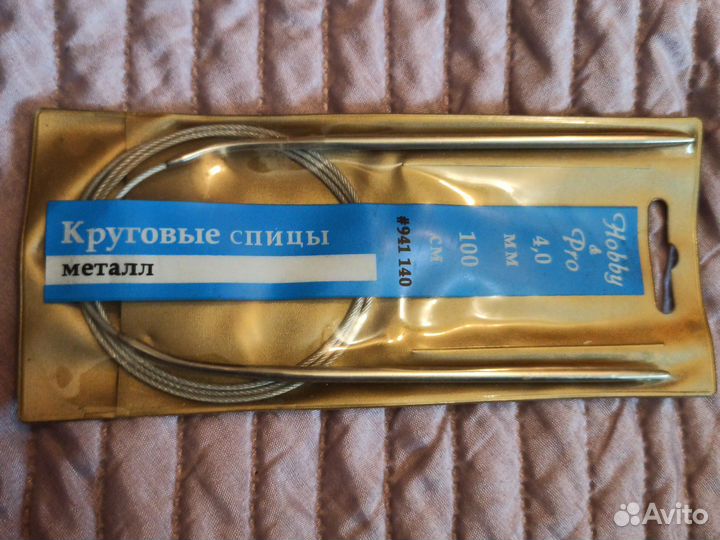 Круговые спицы
металл
#941 140
100
см
4,0
мм
Hobby
&
Pro
Avito